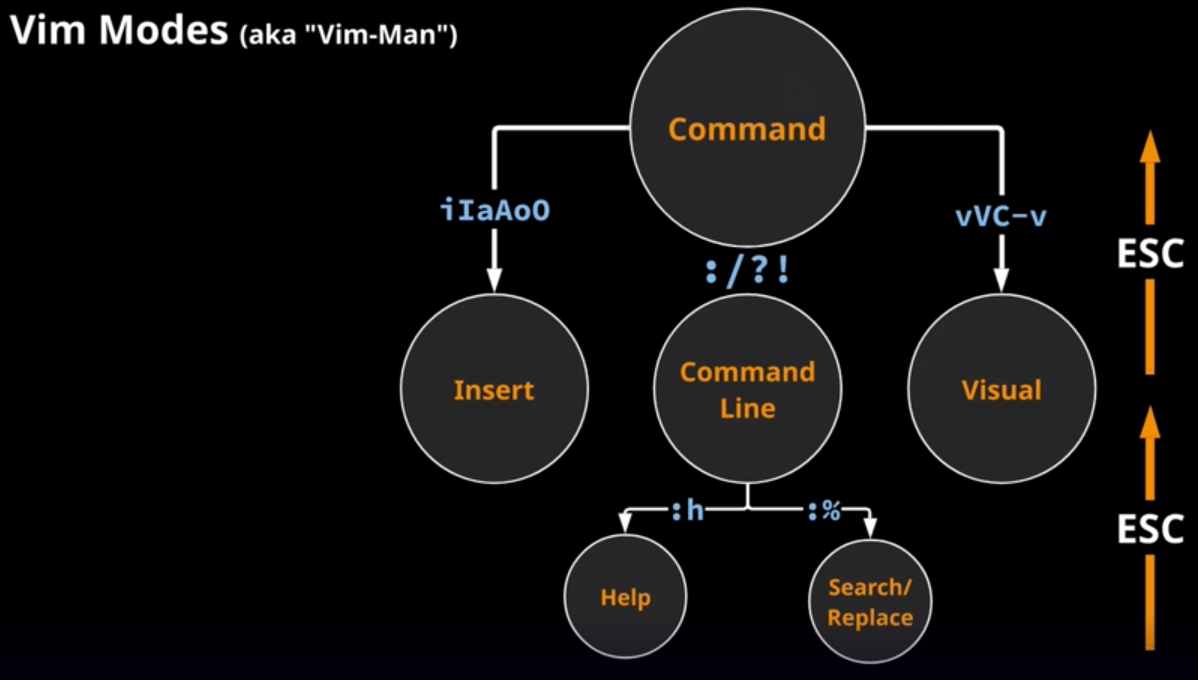 Vim Modes (aka "Vim-Man")
Command
iIaAoO
vVC-v
ESC
:/?!
Insert
Command
Line
Visual
:h
:%
ESC
Help
Search/
Replace